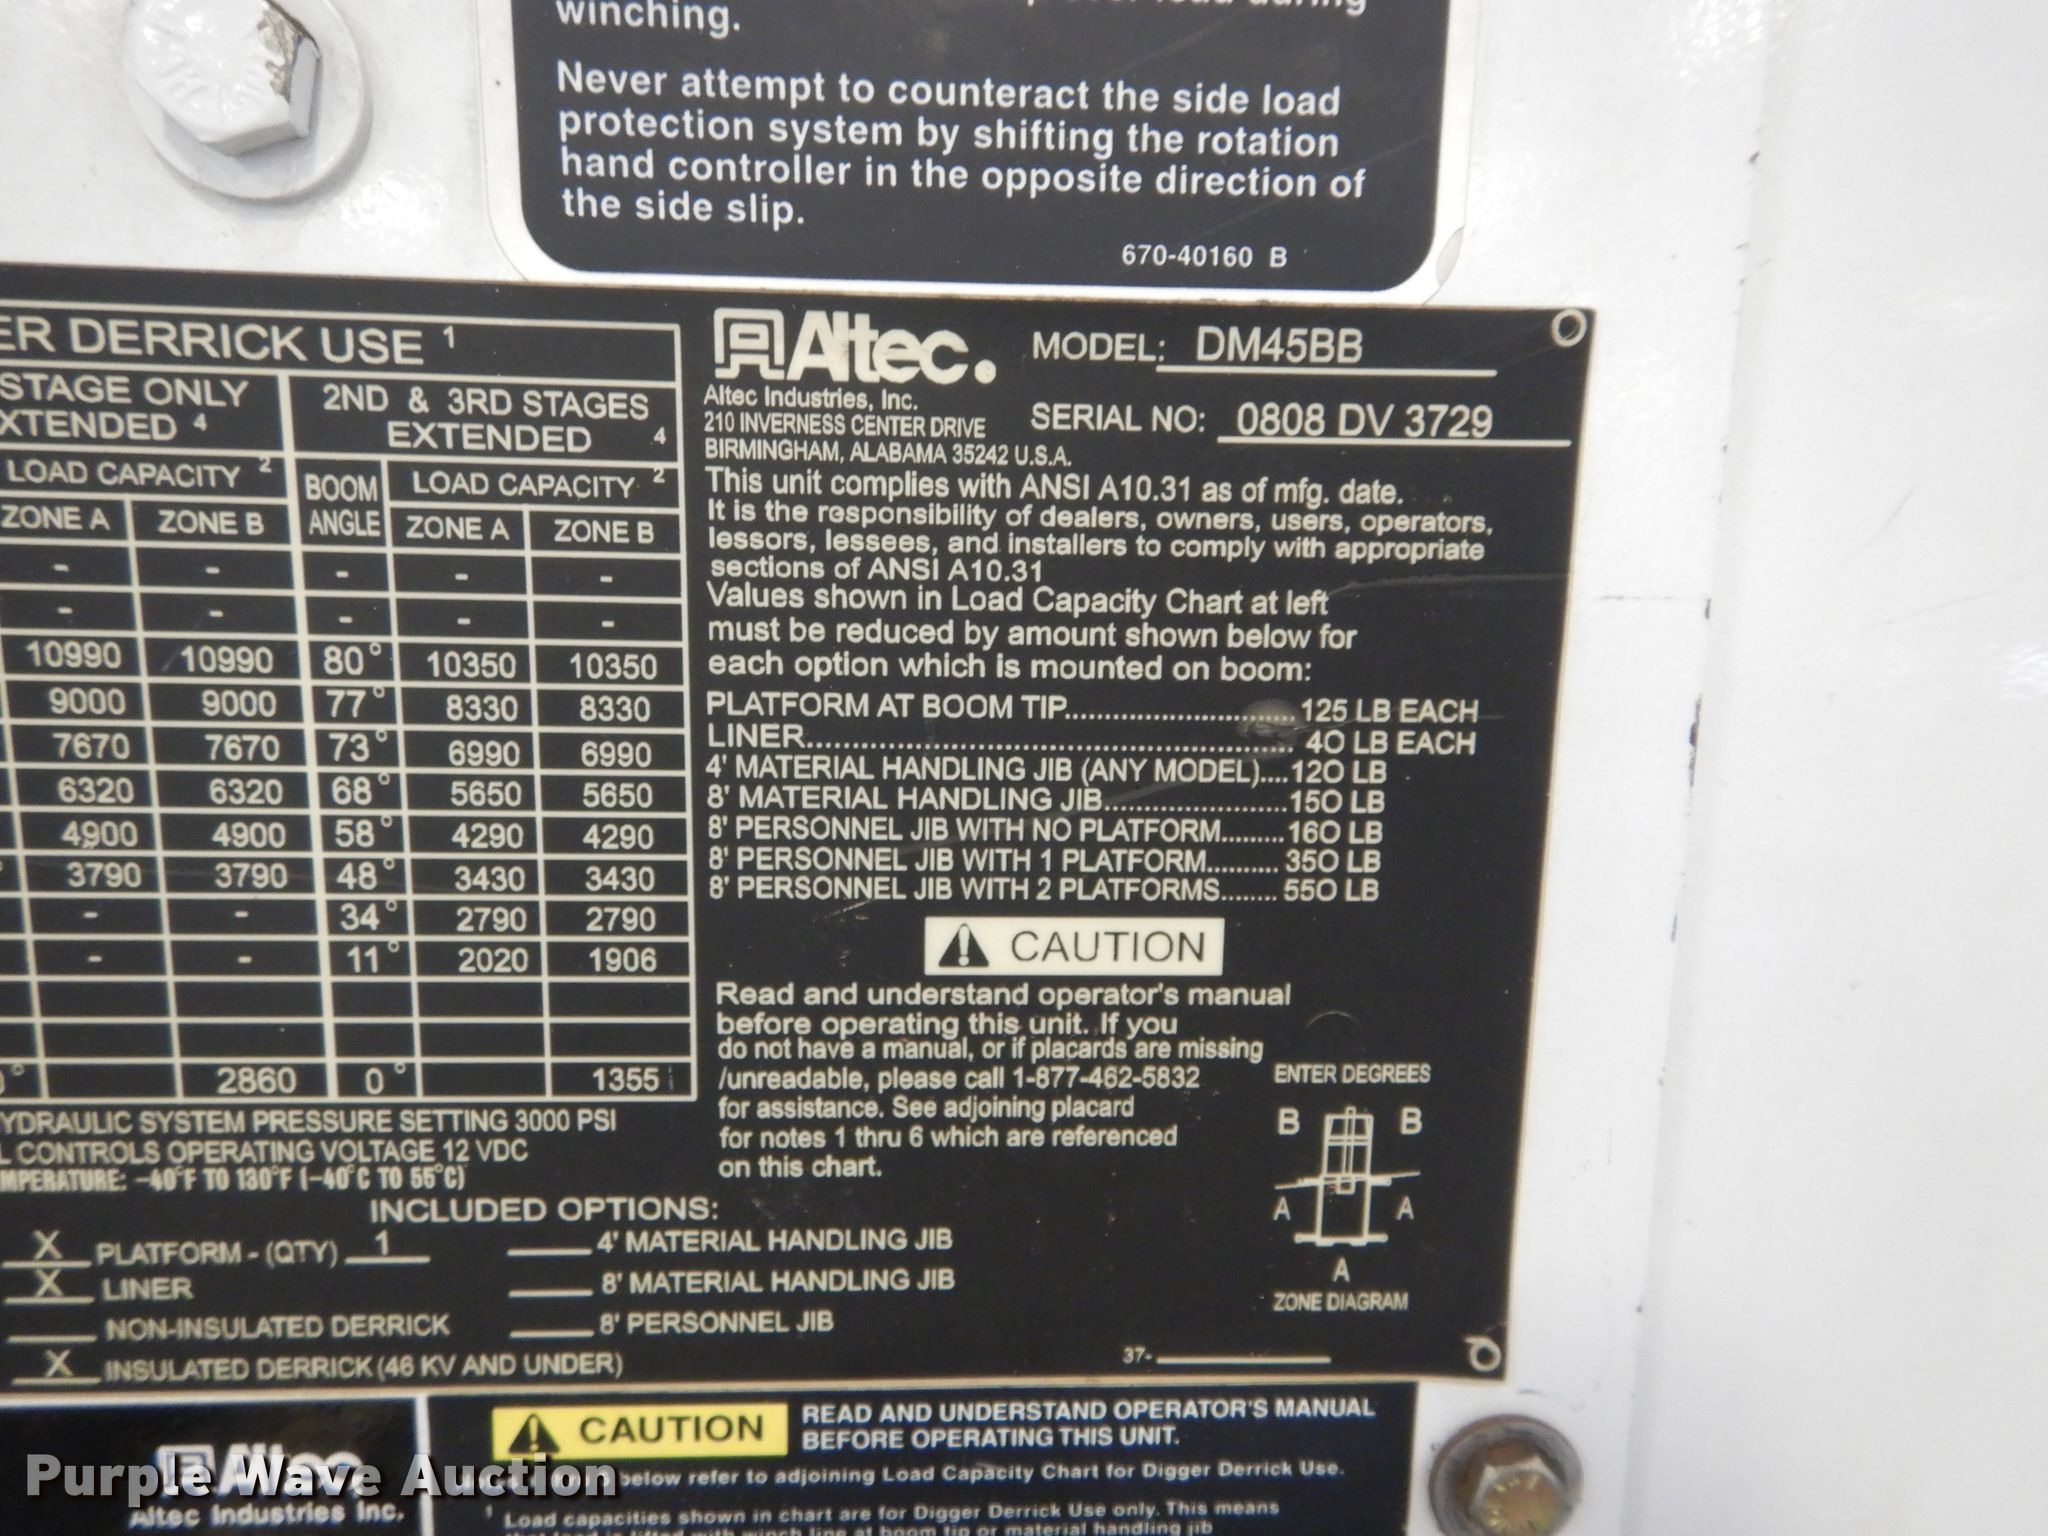 winching.
Never attempt to counteract the side load
protection system by shifting the rotation
hand controller in the opposite direction of
the side slip.
670-40160 B
ER DERRICK USE 1
STAGE ONLY
XTENDED 4
LOAD CAPACITY 2
ZONE A ZONE B
2ND & 3RD STAGES
EXTENDED 4
BOOM ANGLE LOAD CAPACITY 2
ZONE A ZONE B
- - - - -
- - - - -
10990 10990 80° 10350 10350
9000 9000 77° 8330 8330
7670 7670 73° 6990 6990
6320 6320 68° 5650 5650
4900 4900 58° 4290 4290
3790 3790 48° 3430 3430
- - 34° 2790 2790
- - 11° 2020 1906
2860 0° 1355
YDRAULIC SYSTEM PRESSURE SETTING 3000 PSI
L CONTROLS OPERATING VOLTAGE 12 VDC
MPERATURE: -40°F TO 130°F (-40°C TO 55°C)
Altec.
Altec Industries, Inc.
210 INVERNESS CENTER DRIVE
BIRMINGHAM, ALABAMA 35242 U.S.A.
MODEL: DM45BB
SERIAL NO: 0808 DV 3729
This unit complies with ANSI A10.31 as of mfg. date.
It is the responsibility of dealers, owners, users, operators,
lessors, lessees, and installers to comply with appropriate
sections of ANSI A10.31
Values shown in Load Capacity Chart at left
must be reduced by amount shown below for
each option which is mounted on boom:
PLATFORM AT BOOM TIP............................125 LB EACH
LINER...................................................... 40 LB EACH
4' MATERIAL HANDLING JIB (ANY MODEL)....120 LB
8' MATERIAL HANDLING JIB......................150 LB
8' PERSONNEL JIB WITH NO PLATFORM.........160 LB
8' PERSONNEL JIB WITH 1 PLATFORM.......... 350 LB
8' PERSONNEL JIB WITH 2 PLATFORMS........ 550 LB
CAUTION
Read and understand operator's manual
before operating this unit. If you
do not have a manual, or if placards are missing
/unreadable, please call 1-877-462-5832
for assistance. See adjoining placard
for notes 1 thru 6 which are referenced
on this chart.
ENTER DEGREES
B B
A A
A
ZONE DIAGRAM
INCLUDED OPTIONS:
X PLATFORM - (QTY) 1
X LINER
NON-INSULATED DERRICK
X INSULATED DERRICK (46 KV AND UNDER)
4' MATERIAL HANDLING JIB
8' MATERIAL HANDLING JIB
8' PERSONNEL JIB
37-
Altec
Altec Industries Inc.
CAUTION
READ AND UNDERSTAND OPERATOR'S MANUAL
BEFORE OPERATING THIS UNIT.
below refer to adjoining Load Capacity Chart for Digger Derrick Use.
1 Load capacities shown in chart are for Digger Derrick Use only. This means
that load is lifted with winch line at boom tip or material handling jib
Purple Wave Auction